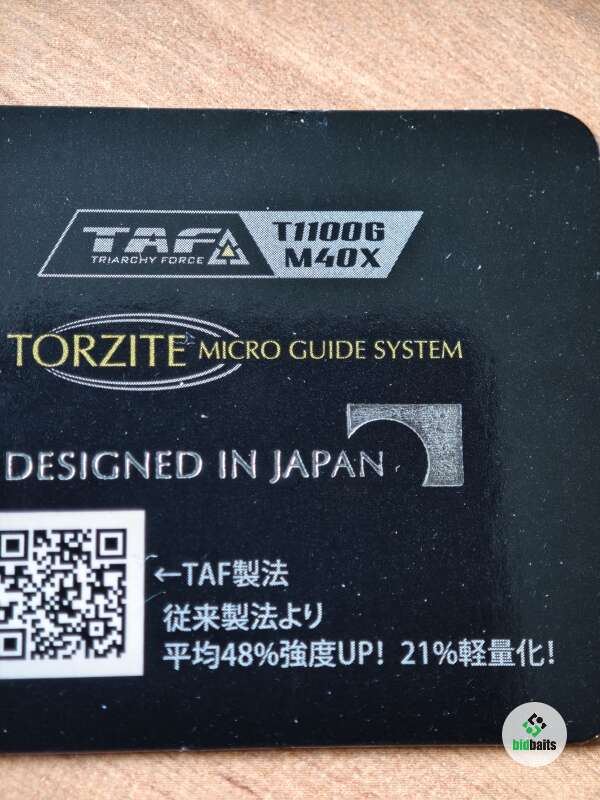 TAF
TRIARCHY FORCE
T1100G
M40X
TORZITE MICRO GUIDE SYSTEM
DESIGNED IN JAPAN
←TAF製法
従来製法より
平均48%強度UP! 21%軽量化!
bidbaits